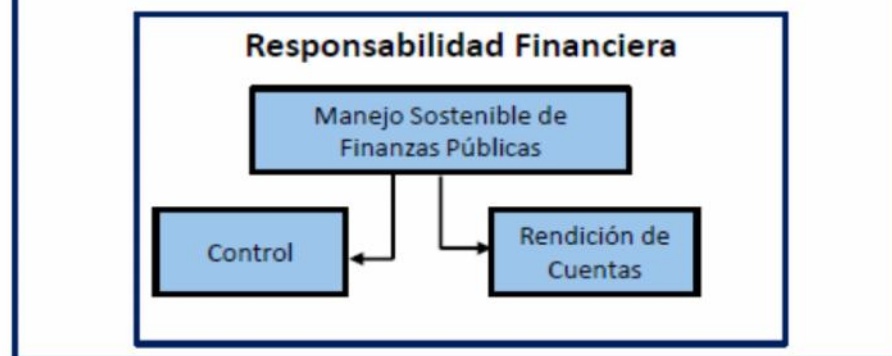 Responsabilidad Financiera
Manejo Sostenible de
Finanzas Públicas
Control
Rendición de
Cuentas